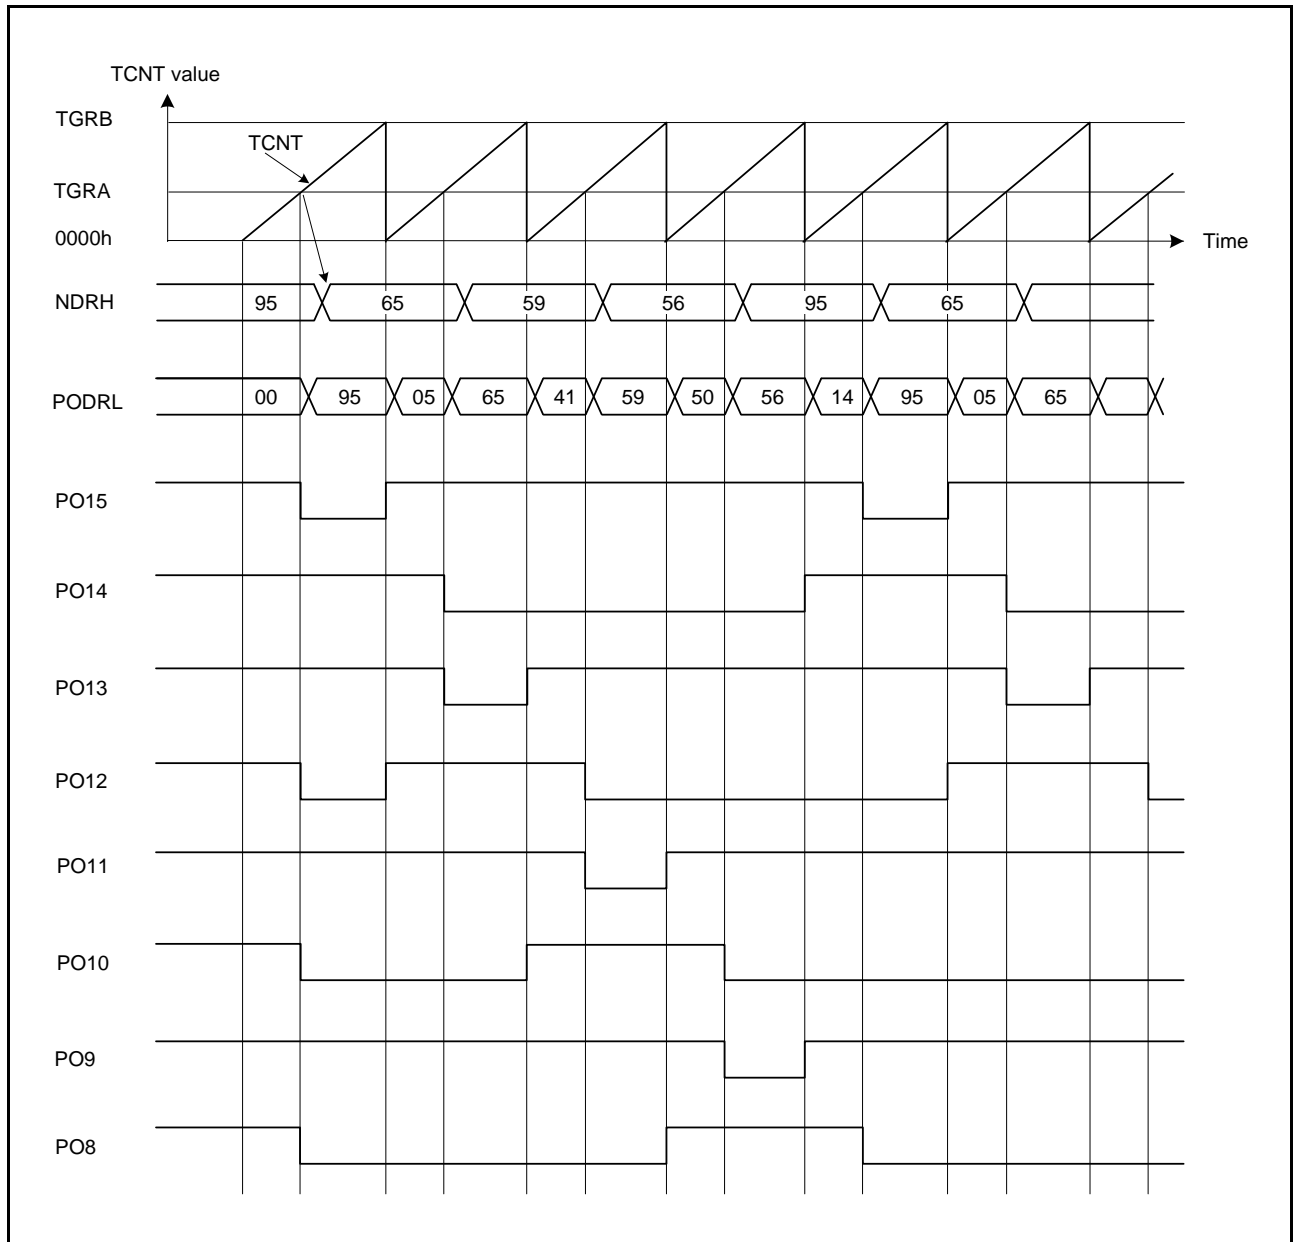 TCNT value
TGRB
TCNT
TGRA
0000h
Time
NDRH 95 65 59 56 95 65
PODRL 00 95 05 65 41 59 50 56 14 95 05 65
PO15
PO14
PO13
PO12
PO11
PO10
PO9
PO8